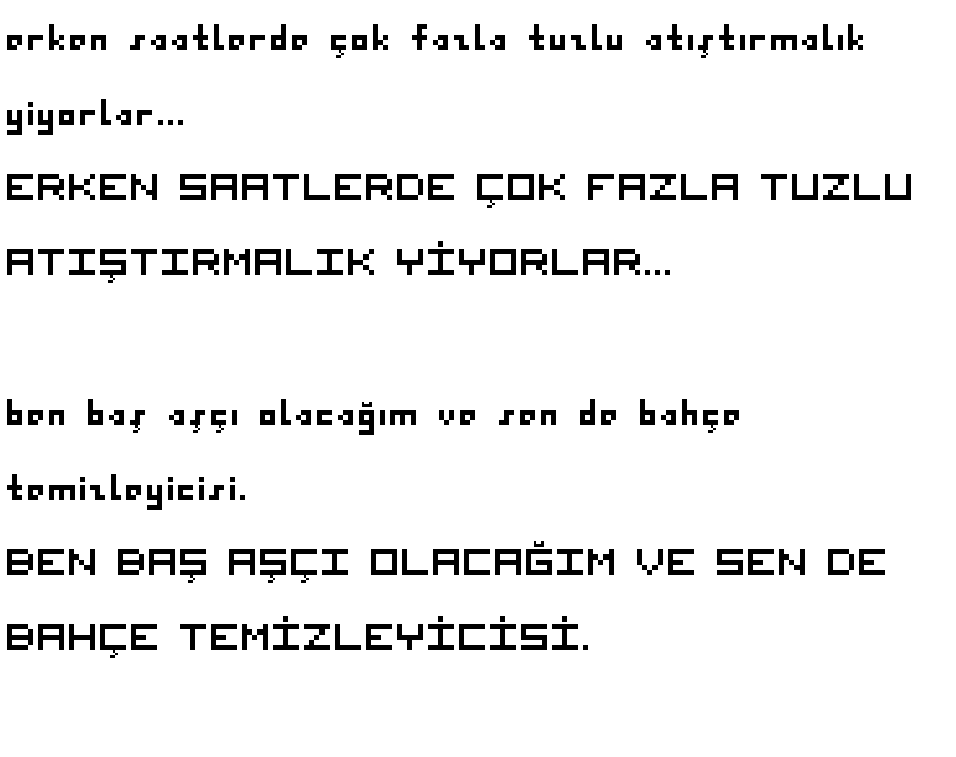 erken saatlerde çok fazla tuzlu atıştırmalık
yiyorlar...
ERKEN SAATLERDE ÇOK FAZLA TUZLU
ATIŞTIRMALIK YİYORLAR...
ben baş aşçı olacağım ve sen de bahçe
temizleyicisi.
BEN BAŞ AŞÇI OLACAĞIM VE SEN DE
BAHÇE TEMİZLEYİCİSİ.